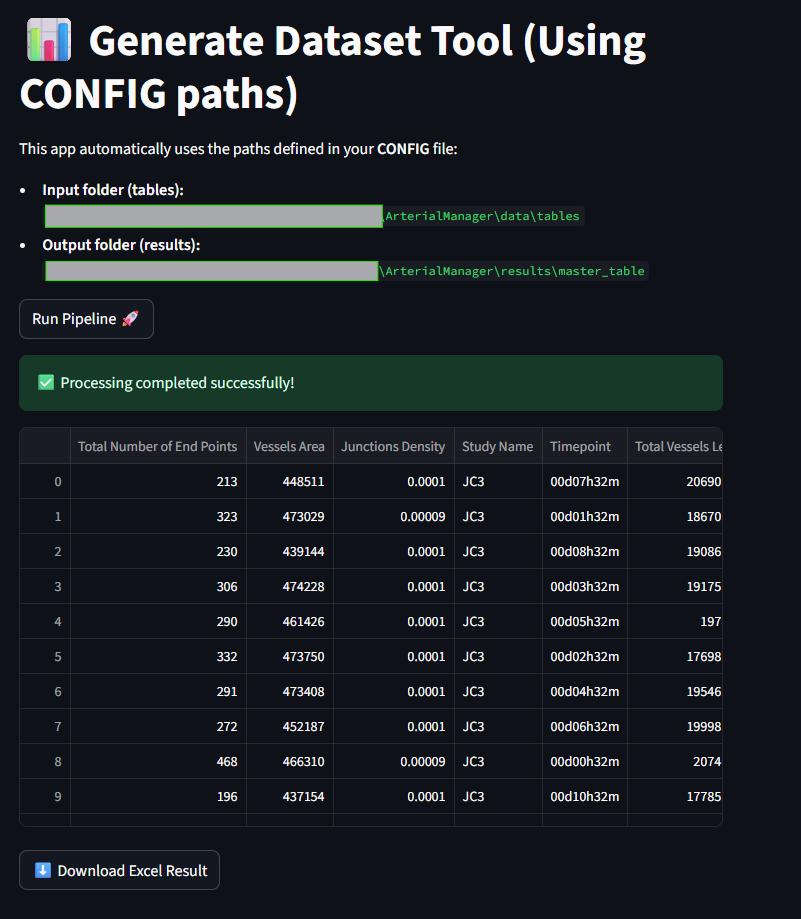 Generate Dataset Tool (Using
CONFIG paths)
This app automatically uses the paths defined in your CONFIG file:
Input folder (tables):
\ArterialManager\data\tables
Output folder (results):
\ArterialManager\results\master_table
Run Pipeline 🚀
✅ Processing completed successfully!
Total Number of End Points Vessels Area Junctions Density Study Name Timepoint Total Vessels Le
0 213 448511 0.0001 JC3 00d07h32m 20690
1 323 473029 0.00009 JC3 00d01h32m 18670
2 230 439144 0.0001 JC3 00d08h32m 19086
3 306 474228 0.0001 JC3 00d03h32m 19175
4 290 461426 0.0001 JC3 00d05h32m 197
5 332 473750 0.0001 JC3 00d02h32m 17698
6 291 473408 0.0001 JC3 00d04h32m 19546
7 272 452187 0.0001 JC3 00d06h32m 19998
8 468 466310 0.00009 JC3 00d00h32m 2074
9 196 437154 0.0001 JC3 00d10h32m 17785
⬇️ Download Excel Result